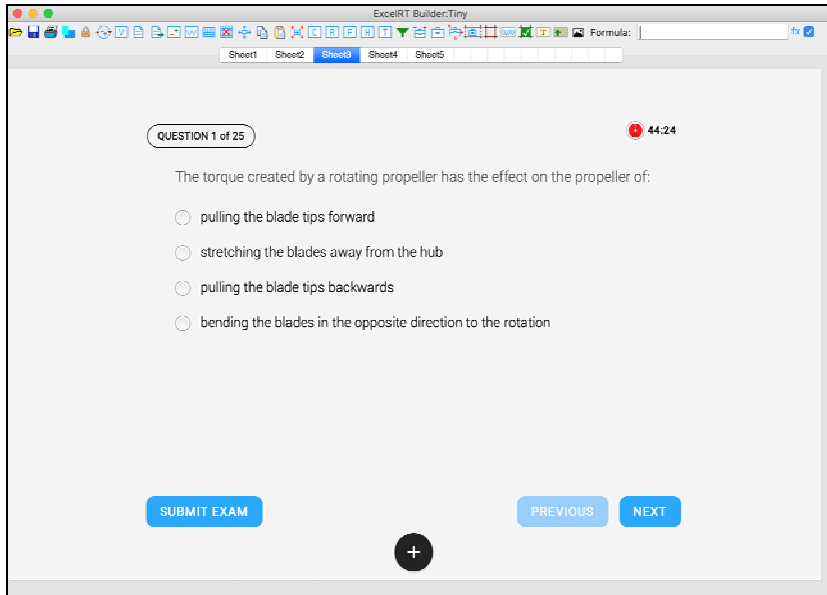 ExcelRT Builder:Tiny
Formula:
fx
Sheet1 Sheet2 Sheet3 Sheet4 Sheet5
QUESTION 1 of 25
44:24
The torque created by a rotating propeller has the effect on the propeller of:
pulling the blade tips forward
stretching the blades away from the hub
pulling the blade tips backwards
bending the blades in the opposite direction to the rotation
SUBMIT EXAM
PREVIOUS
NEXT
+